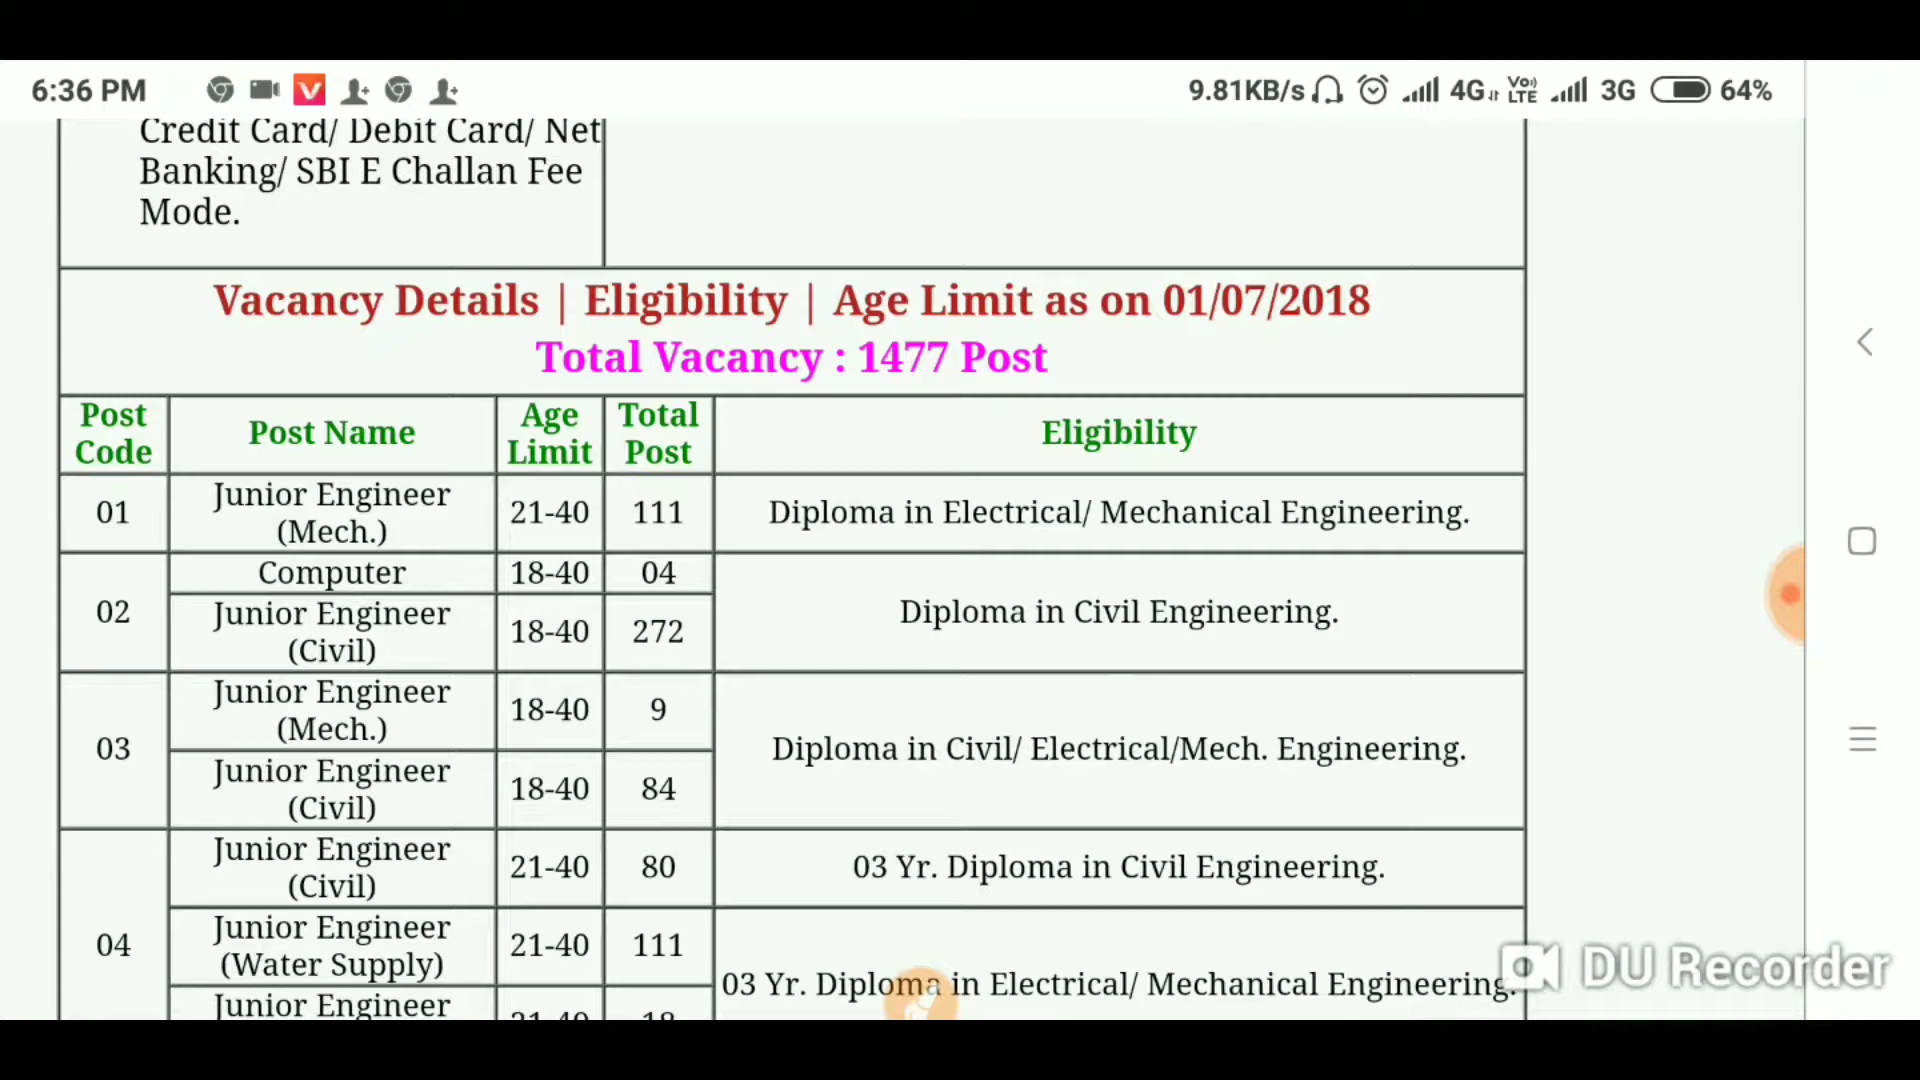 6:36 PM
9.81KB/s 4G VoLTE 3G 64%
Credit Card/ Debit Card/ Net
Banking/ SBI E Challan Fee
Mode.
Vacancy Details | Eligibility | Age Limit as on 01/07/2018
Total Vacancy : 1477 Post
Post Code Post Name Age Limit Total Post Eligibility
01 Junior Engineer (Mech.) 21-40 111 Diploma in Electrical/ Mechanical Engineering.
02 Computer 18-40 04 Diploma in Civil Engineering.
Junior Engineer (Civil) 18-40 272
03 Junior Engineer (Mech.) 18-40 9 Diploma in Civil/ Electrical/Mech. Engineering.
Junior Engineer (Civil) 18-40 84
04 Junior Engineer (Civil) 21-40 80 03 Yr. Diploma in Civil Engineering.
Junior Engineer (Water Supply) 21-40 111 03 Yr. Diploma in Electrical/ Mechanical Engineering.
Junior Engineer 21-40 18
DU Recorder